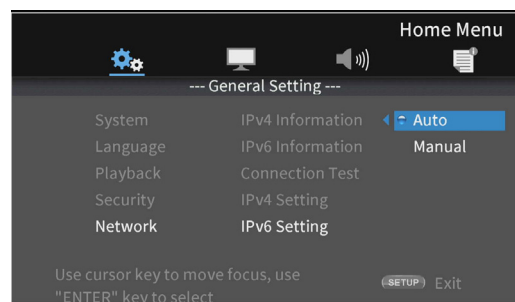 Home Menu
--- General Setting ---
System IPv4 Information Auto
Language IPv6 Information Manual
Playback Connection Test
Security IPv4 Setting
Network IPv6 Setting
Use cursor key to move focus, use
"ENTER" key to select
SETUP Exit